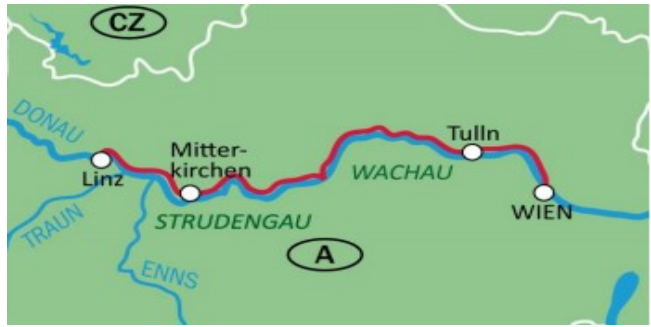 CZ
DONAU
Linz
TRAUN
Mitter-
kirchen
STRUDENGAU
ENNS
WACHAU
Tulln
WIEN
A